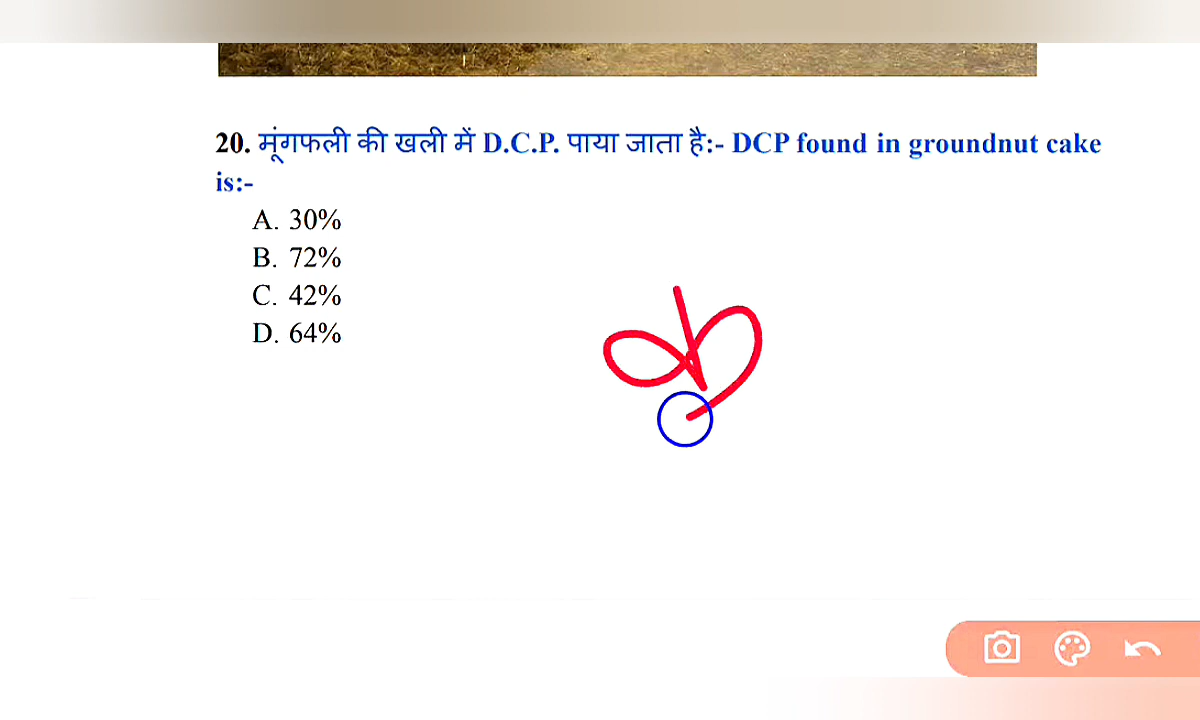 20. मूंगफली की खली में D.C.P. पाया जाता है:- DCP found in groundnut cake
is:-
A. 30%
B. 72%
C. 42%
D. 64%